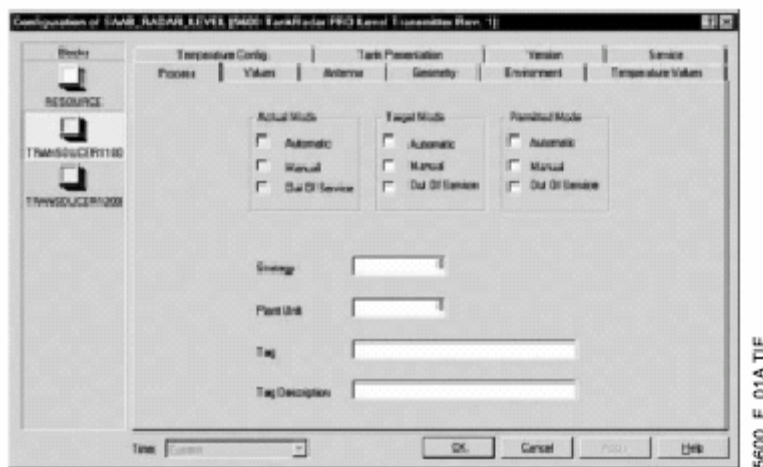 Configuration of SAAB_RADAR_LEVEL [5600 TankRadar PRO Level Transmitter Rev. 1]
Blocks
RESOURCE
TRANSDUCER1100
TRANSDUCER1200
Temperature Config.
Tank Presentation
Version
Service
Process
Values
Antenna
Geometry
Environment
Temperature Values
Actual Mode
Automatic
Manual
Out Of Service
Target Mode
Automatic
Manual
Out Of Service
Permitted Mode
Automatic
Manual
Out Of Service
Strategy
Plant Unit
Tag
Tag Description
Time:
Current
OK
Cancel
Apply
Help
5600_F_01A.TIF